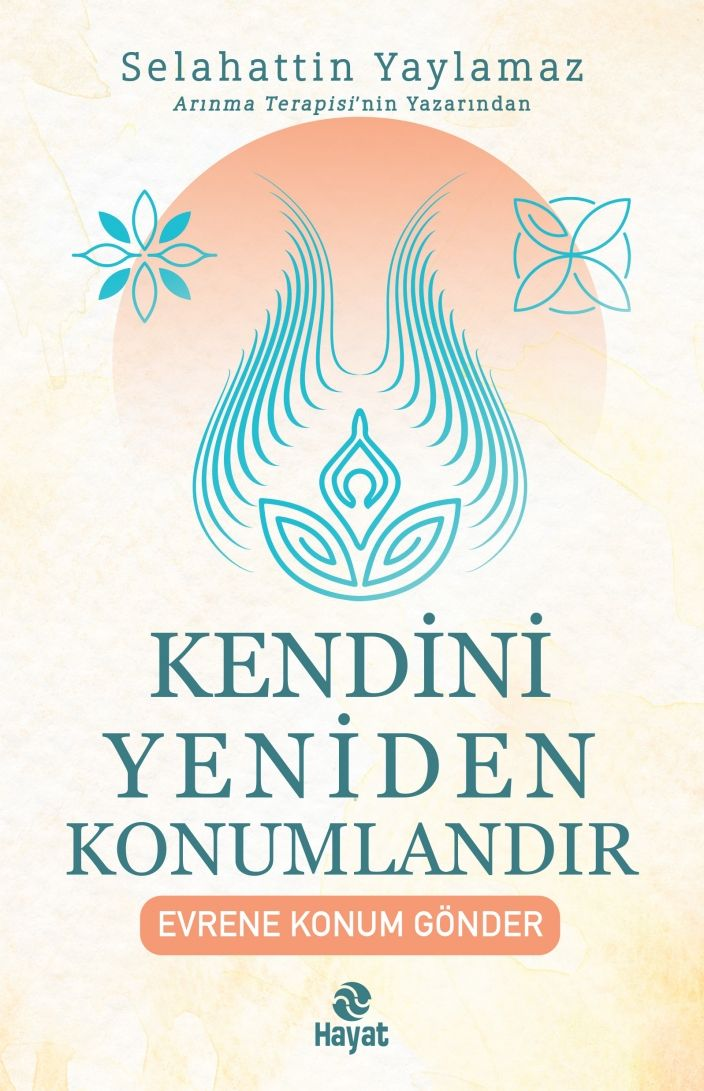 Selahattin Yaylamaz
Arınma Terapisi'nin Yazarından
KENDİNİ
YENİDEN
KONUMLANDIR
EVRENE KONUM GÖNDER
Hayat